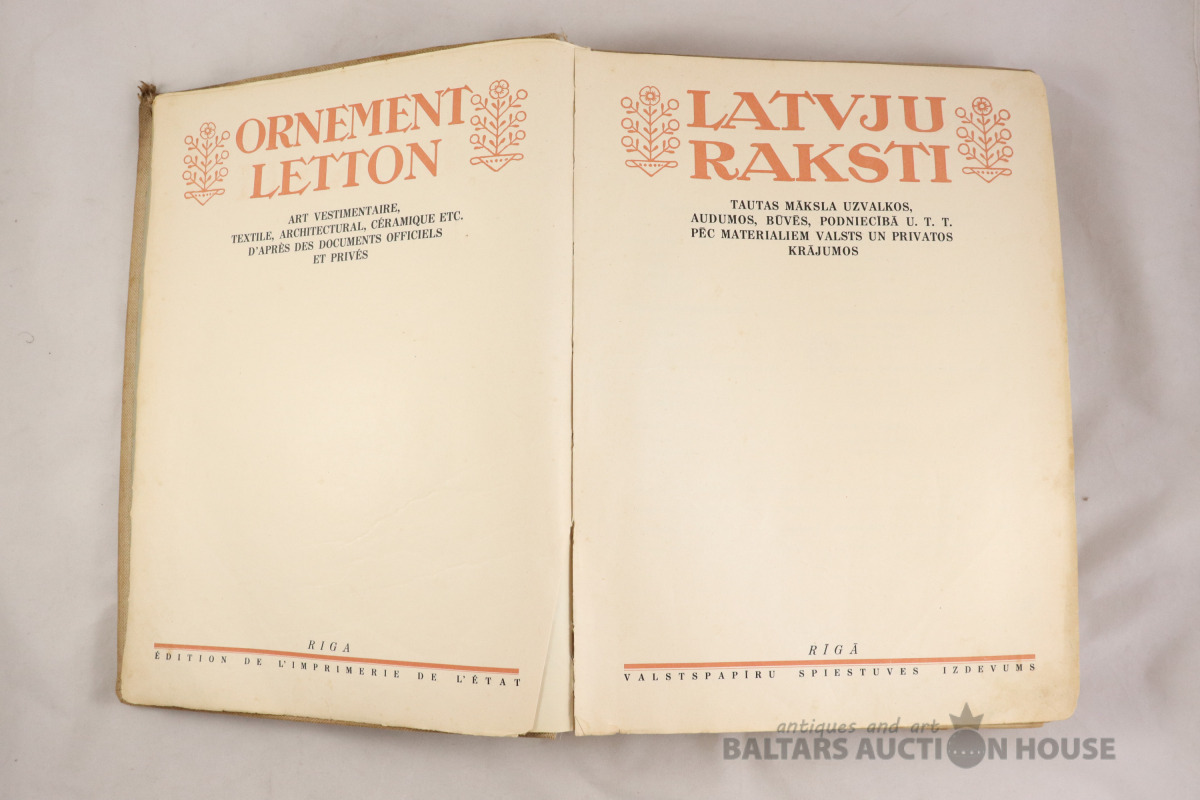 ORNEMENT
LETTON
ART VESTIMENTAIRE,
TEXTILE, ARCHITECTURAL, CÉRAMIQUE ETC.
D'APRÈS DES DOCUMENTS OFFICIELS
ET PRIVÉS
RIGA
ÉDITION DE L'IMPRIMERIE DE L'ÉTAT
LATVJU
RAKSTI
TAUTAS MĀKSLA UZVALKOS,
AUDUMOS, BŪVĒS, PODNIECĪBĀ U. T. T.
PĒC MATERIALIEM VALSTS UN PRIVATOS
KRĀJUMOS
RĪGĀ
VALSTSPAPĪRU SPIESTUVES IZDEVUMS
antiques and art
BALTARS AUCTION HOUSE